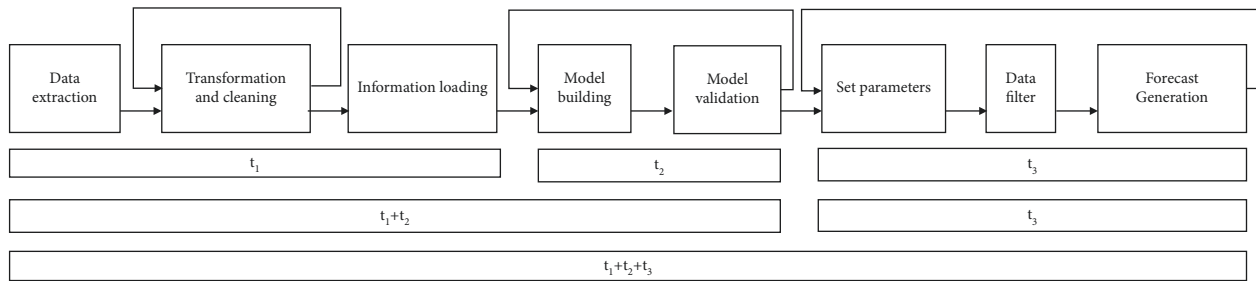 Data
extraction
Transformation
and cleaning
Information loading
Model
building
Model
validation
Set parameters
Data
filter
Forecast
Generation
t₁
t₂
t₃
t₁+t₂
t₃
t₁+t₂+t₃